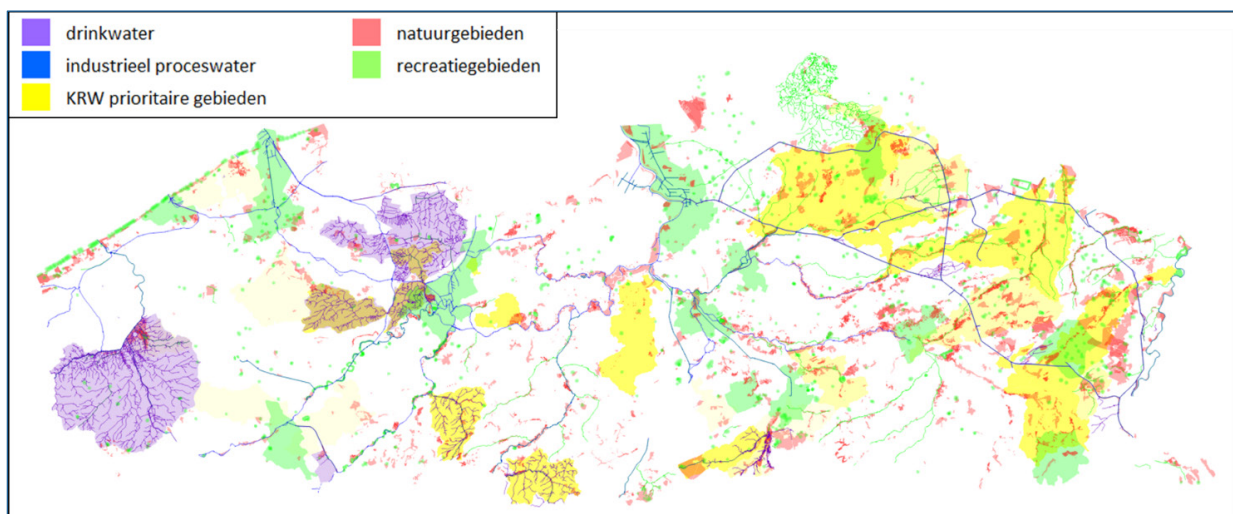 drinkwater
natuurgebieden
industrieel proceswater
recreatiegebieden
KRW prioritaire gebieden